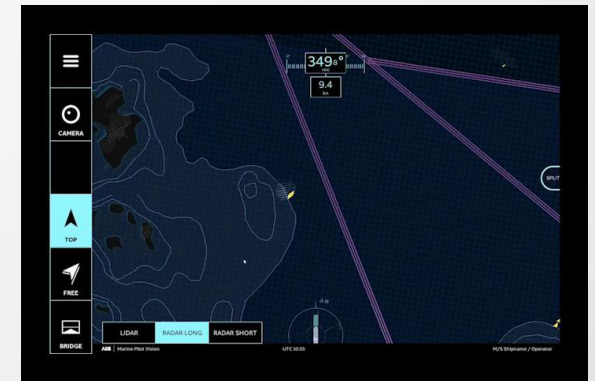 349.8°
9.4
kn
CAMERA
SPLIT
TOP
FREE
BRIDGE
LIDAR
RADAR LONG
RADAR SHORT
ABB | Marine Pilot Vision
UTC 10:55
M/S Shipname / Operator